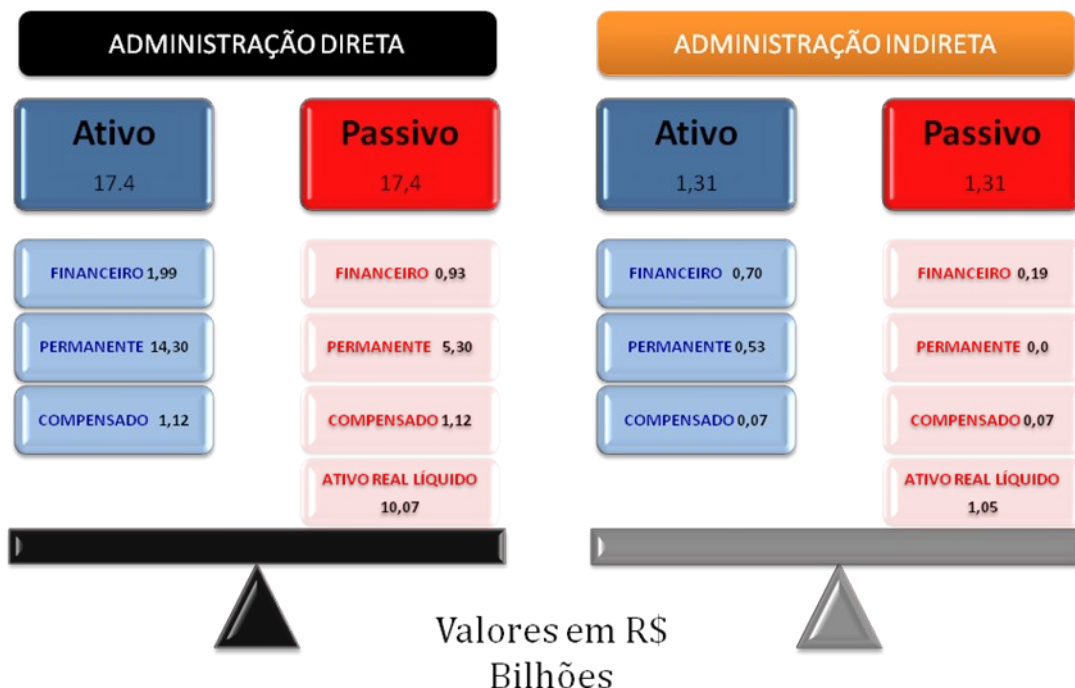 ADMINISTRAÇÃO DIRETA
Ativo
17.4
Passivo
17,4
FINANCEIRO 1,99
FINANCEIRO 0,93
PERMANENTE 14,30
PERMANENTE 5,30
COMPENSADO 1,12
COMPENSADO 1,12
ATIVO REAL LÍQUIDO
10,07
ADMINISTRAÇÃO INDIRETA
Ativo
1,31
Passivo
1,31
FINANCEIRO 0,70
FINANCEIRO 0,19
PERMANENTE 0,53
PERMANENTE 0,0
COMPENSADO 0,07
COMPENSADO 0,07
ATIVO REAL LÍQUIDO
1,05
Valores em R$
Bilhões